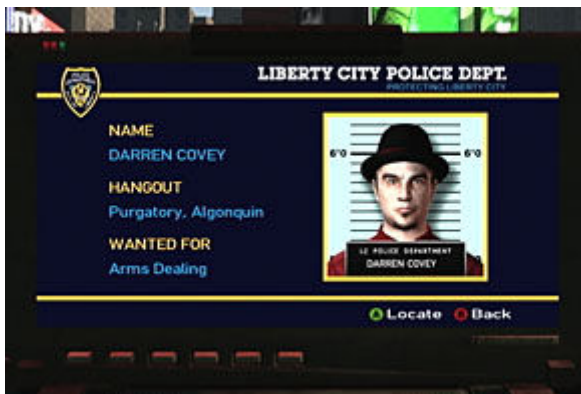 LIBERTY CITY POLICE DEPT.
PROTECTING LIBERTY CITY
NAME
DARREN COVEY
HANGOUT
Purgatory, Algonquin
WANTED FOR
Arms Dealing
6'0 6'0
LC POLICE DEPARTMENT
DARREN COVEY
A Locate B Back